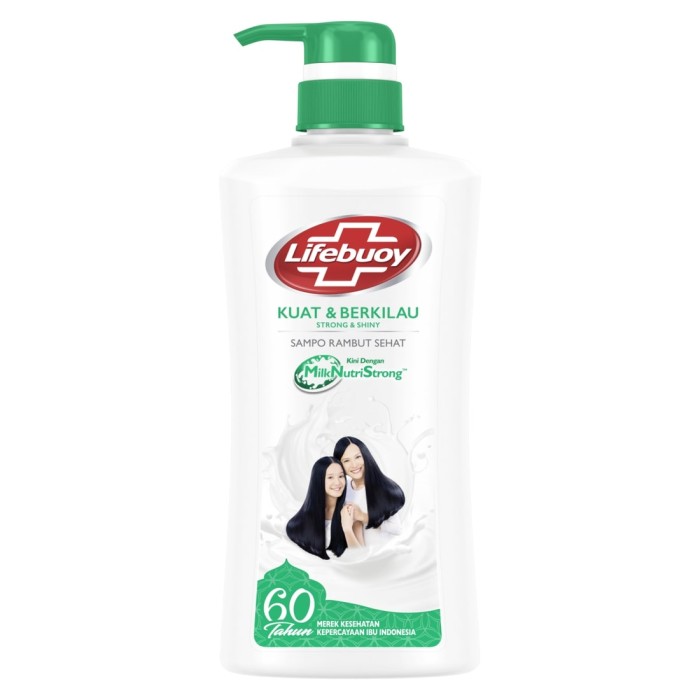 Lifebuoy
KUAT & BERKILAU
STRONG & SHINY
SAMPO RAMBUT SEHAT
Kini Dengan
MilkNutriStrong™
60 Tahun
MEREK KESEHATAN
KEPERCAYAAN IBU INDONESIA